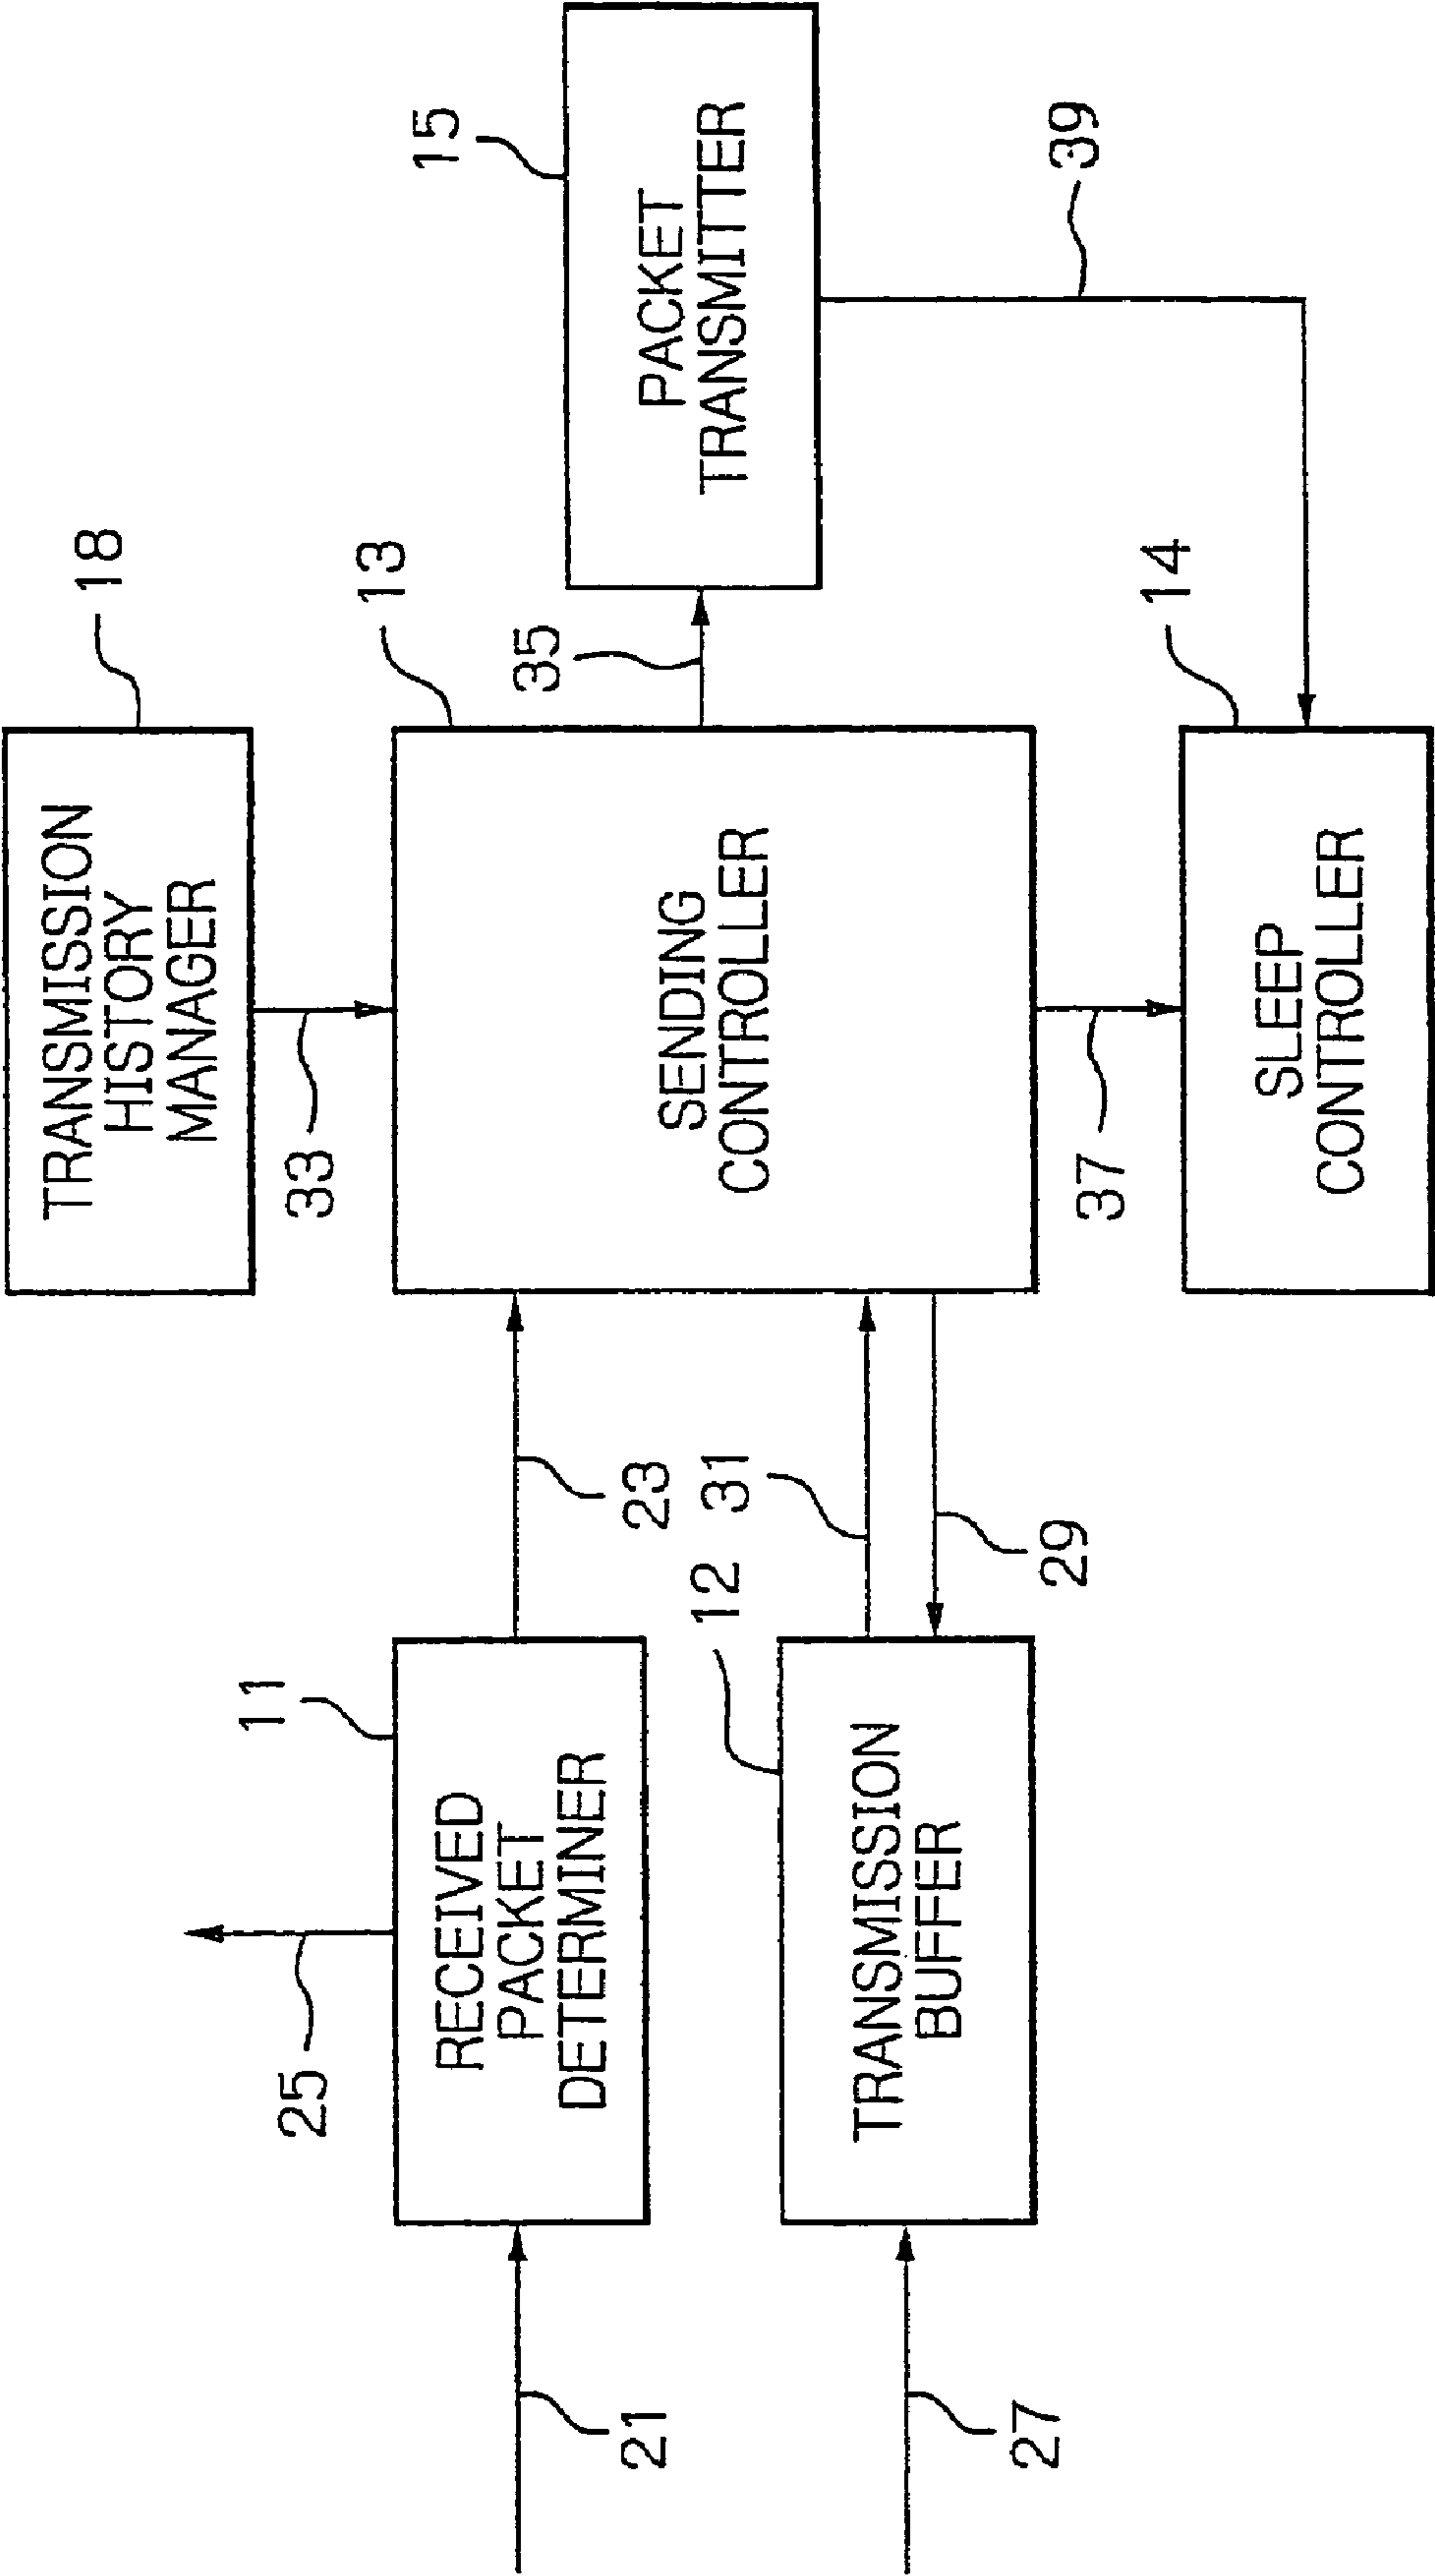 TRANSMISSION
HISTORY
MANAGER
18
33
13
SENDING
CONTROLLER
35
15
PACKET
TRANSMITTER
39
25
11
RECEIVED
PACKET
DETERMINER
21
23
12
TRANSMISSION
BUFFER
27
31
29
37
14
SLEEP
CONTROLLER